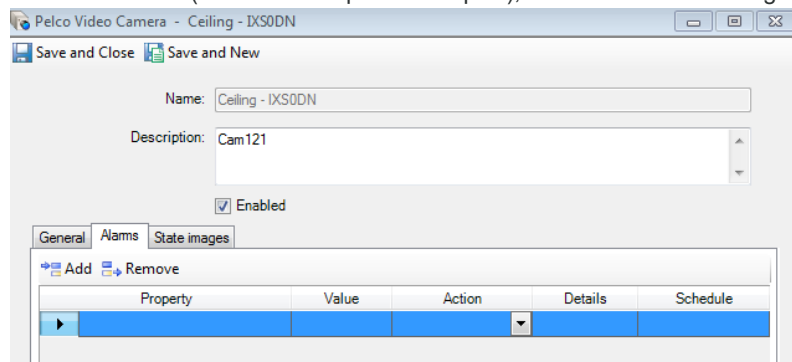 Pelco Video Camera - Ceiling - IXS0DN
Save and Close Save and New
Name: Ceiling - IXS0DN
Description: Cam121
Enabled
General Alarms State images
Add Remove
Property Value Action Details Schedule